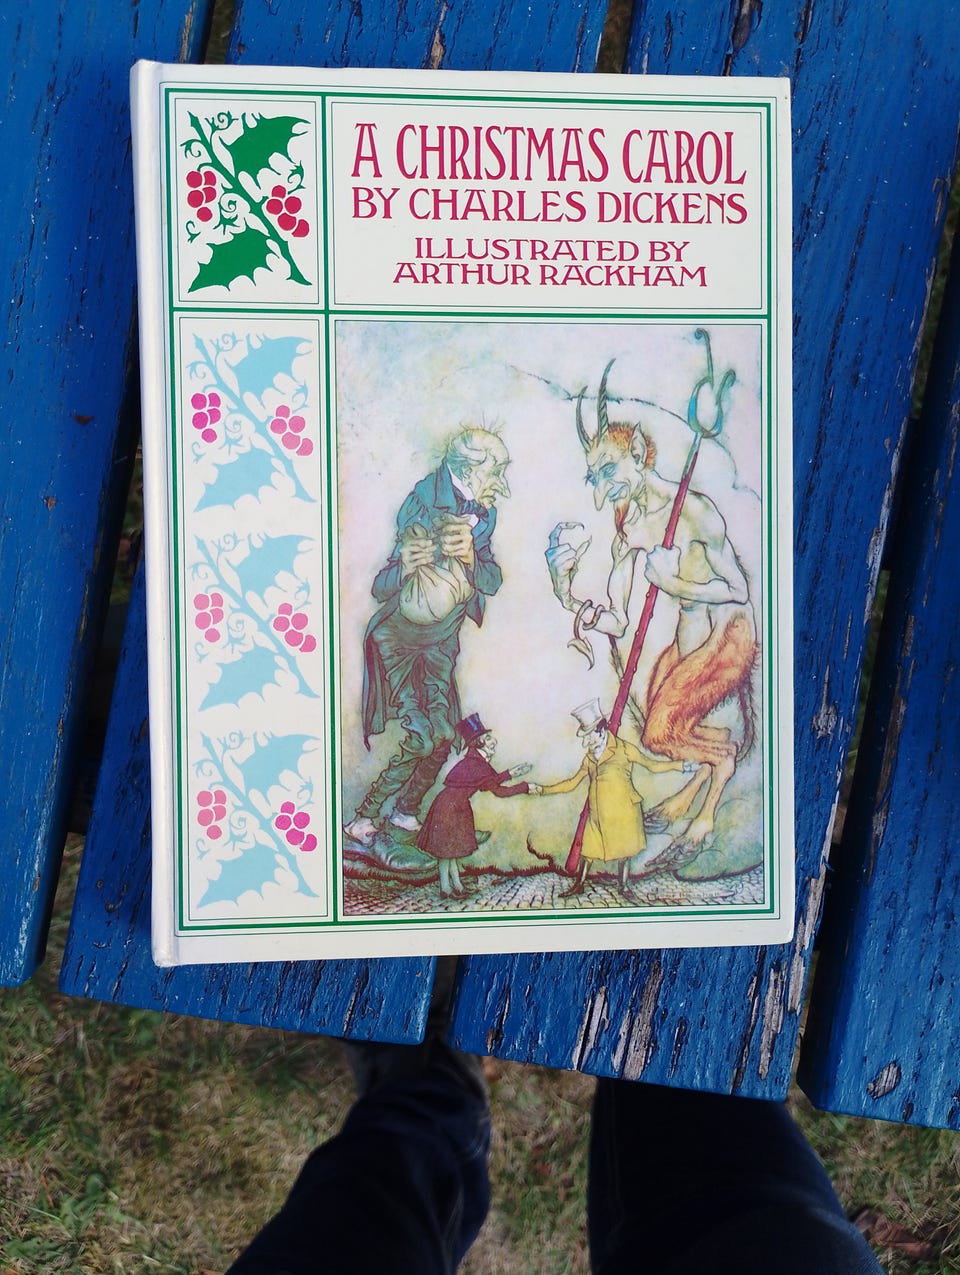 A CHRISTMAS CAROL
BY CHARLES DICKENS
ILLUSTRATED BY
ARTHUR RACKHAM